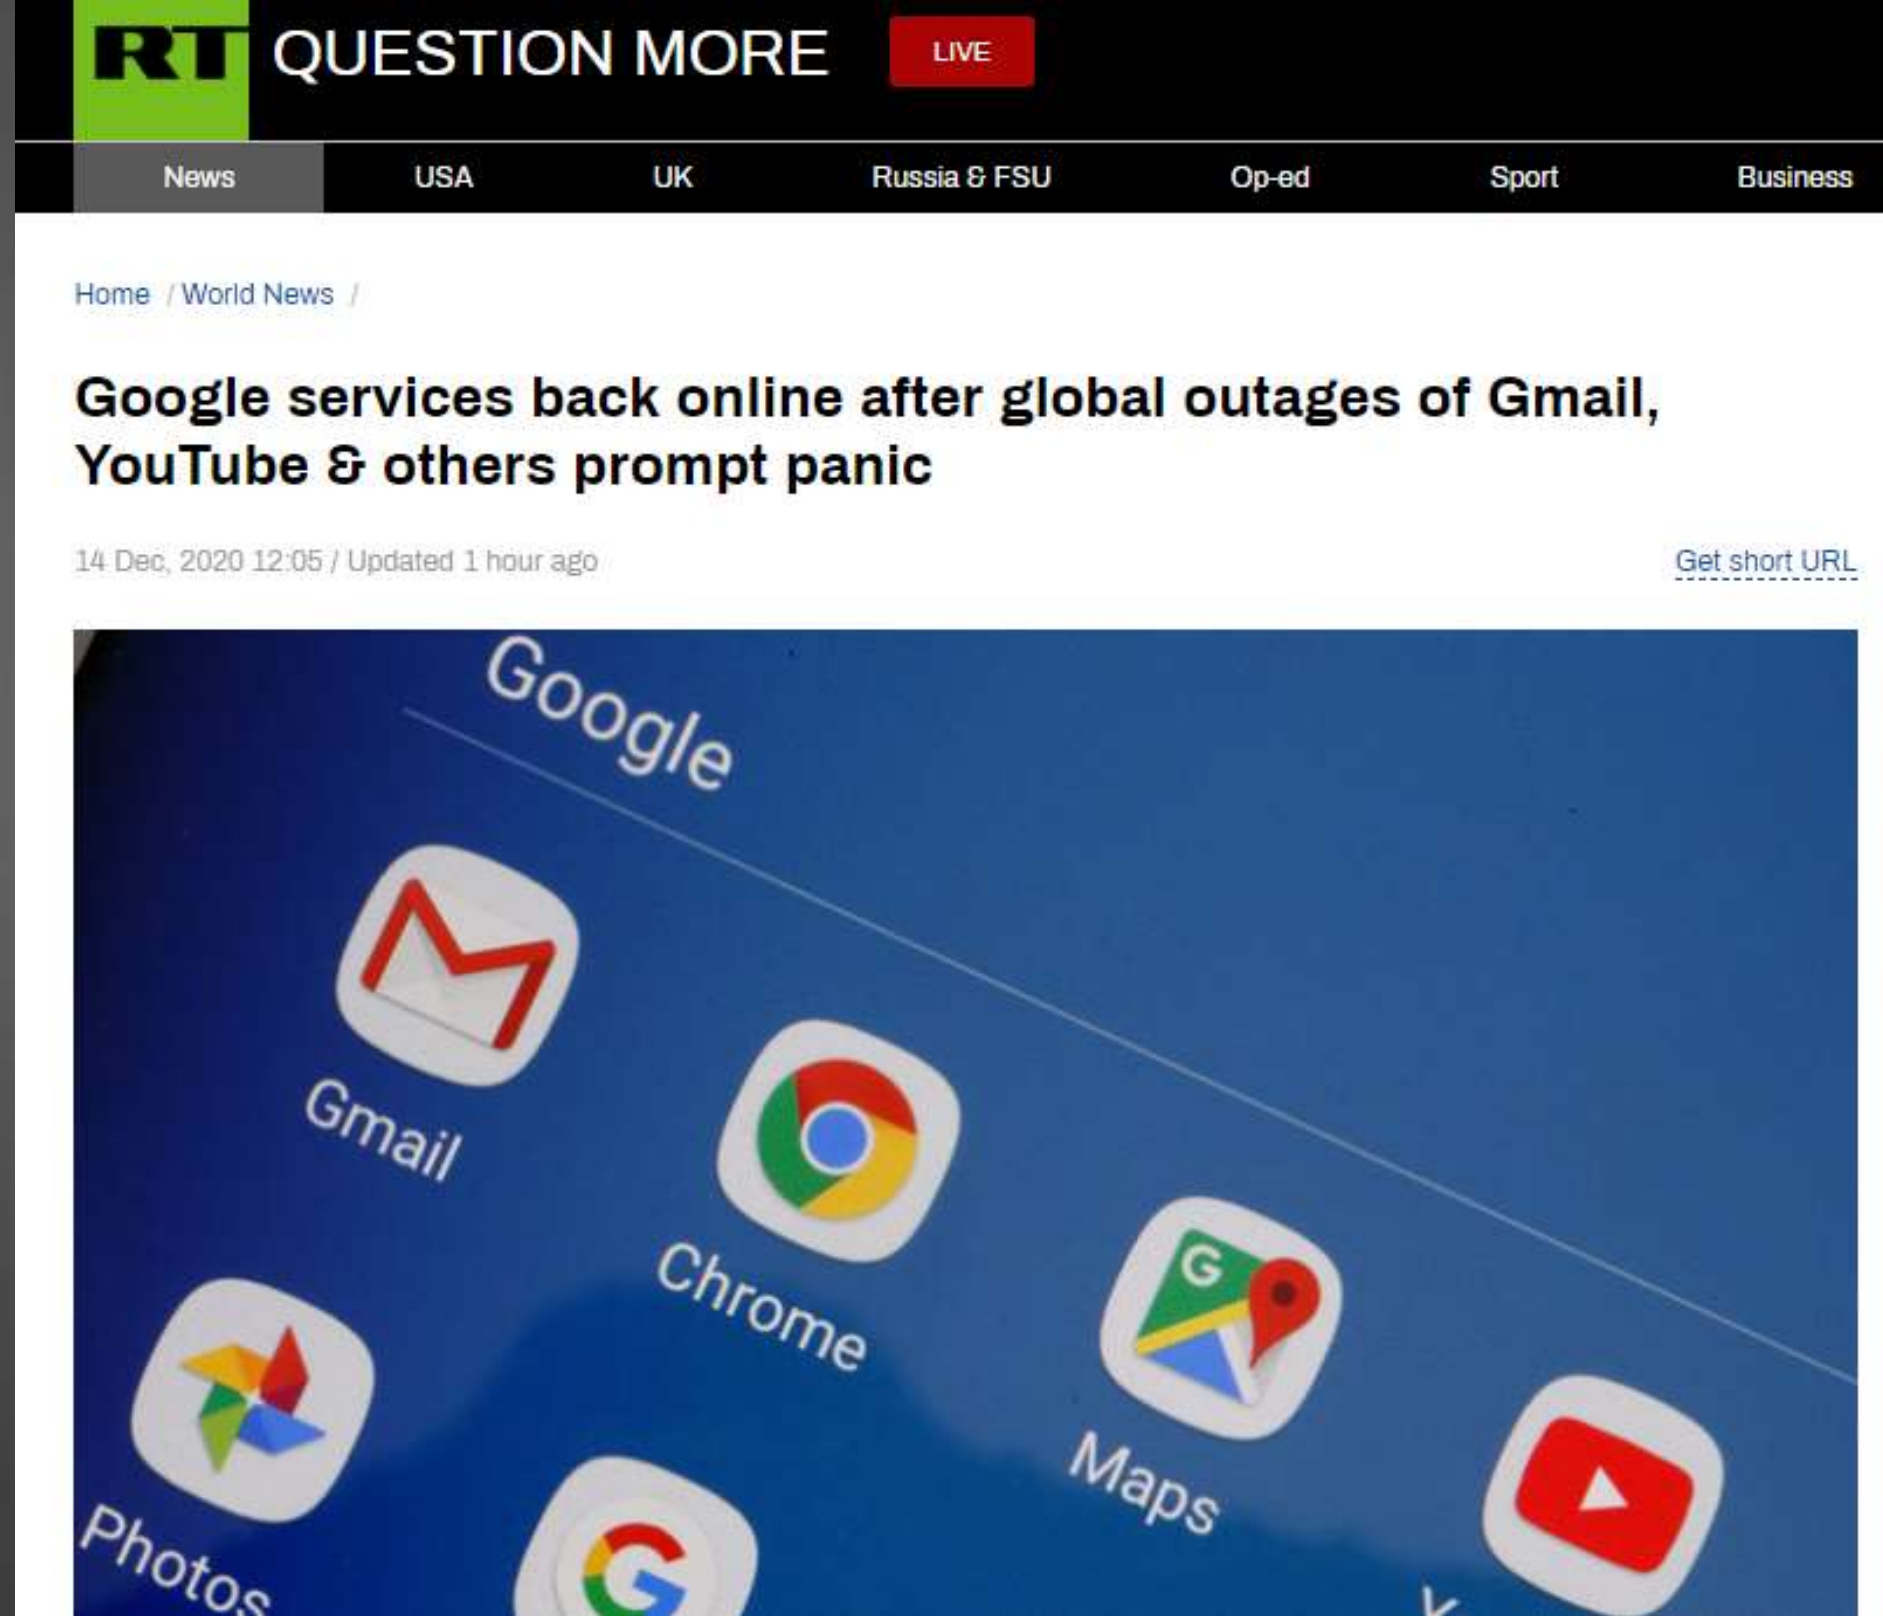 RT QUESTION MORE LIVE
News USA UK Russia & FSU Op-ed Sport Business
Home / World News /
Google services back online after global outages of Gmail,
YouTube & others prompt panic
14 Dec, 2020 12:05 / Updated 1 hour ago
Get short URL
Google
Gmail
Chrome
Maps
Photos
G
G